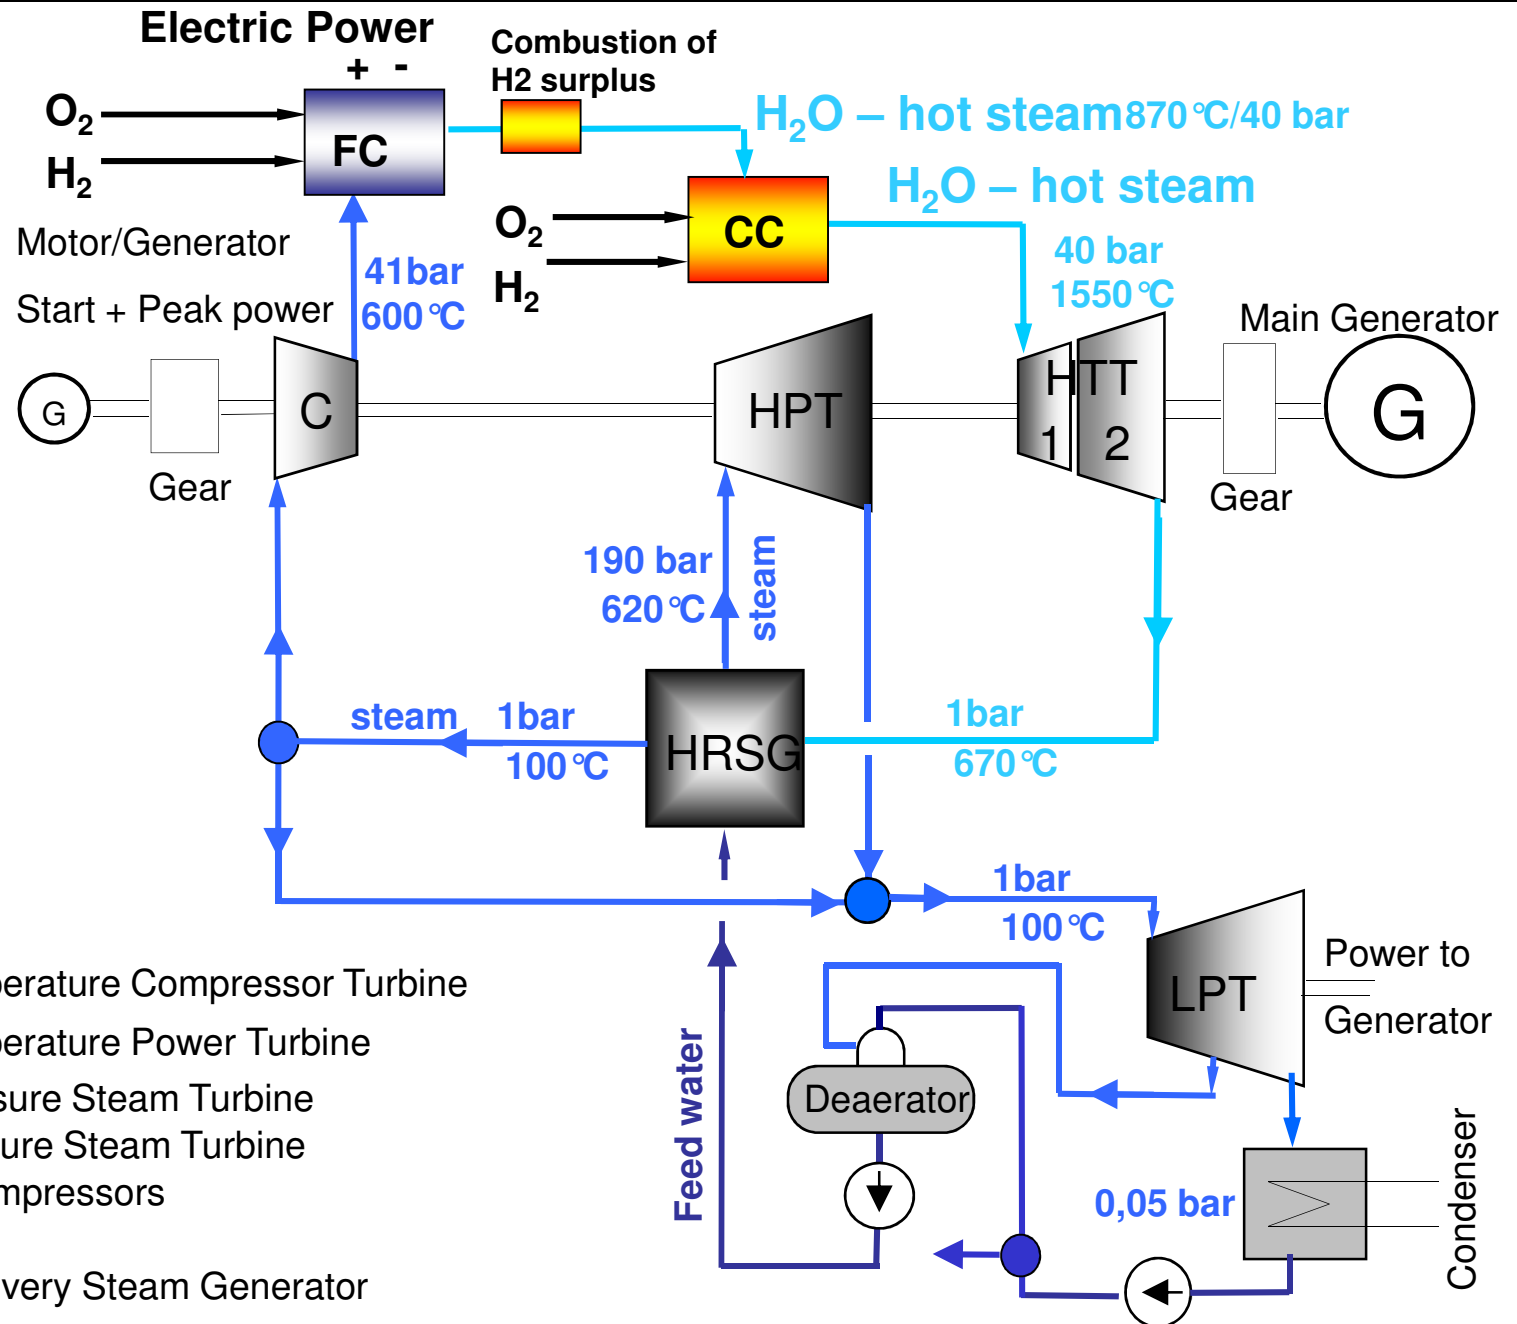 Electric Power
+ -
Combustion of
H2 surplus
O2
H2
FC
H2O – hot steam 870°C/40 bar
H2O – hot steam
O2
H2
CC
Motor/Generator
Start + Peak power
41bar
600°C
40 bar
1550°C
Main Generator
G
C
HPT
HTT
1 2
G
Gear
Gear
190 bar
620°C
steam
steam 1bar
100°C
HRSG
1bar
670°C
1bar
100°C
LPT
Power to
Generator
perature Compressor Turbine
perature Power Turbine
sure Steam Turbine
ure Steam Turbine
mpressors
very Steam Generator
Feed water
Deaerator
0,05 bar
Condenser